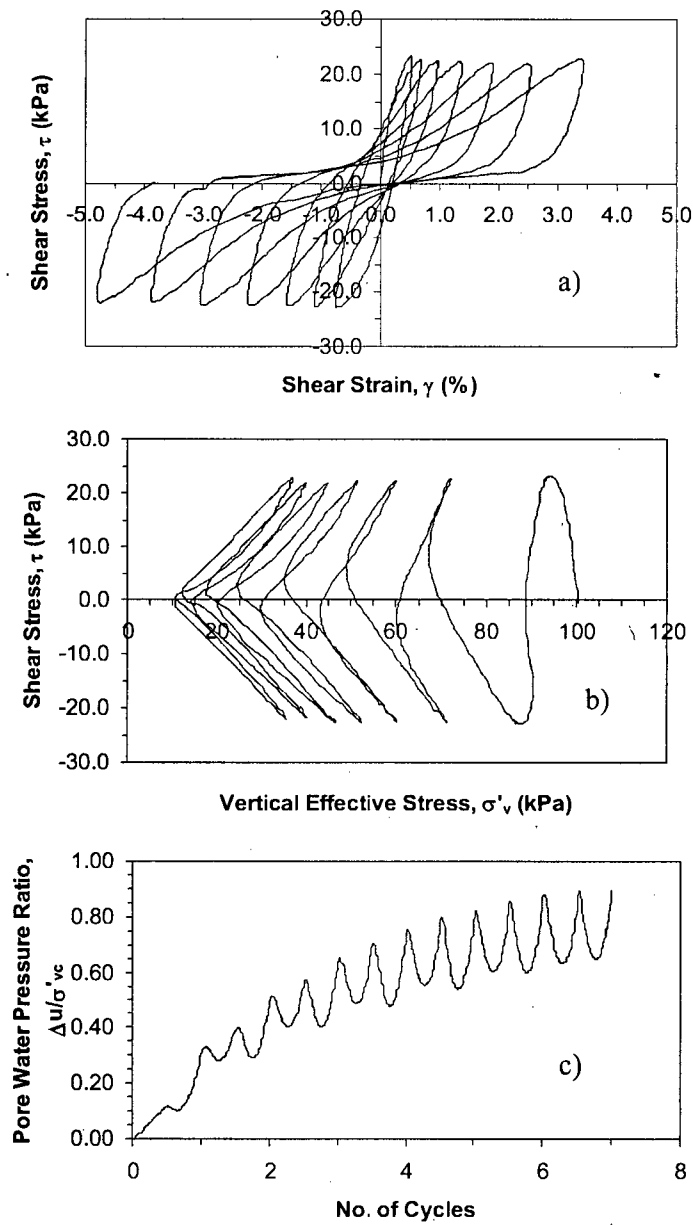 30.0
20.0
10.0
0.0
-10.0
-20.0
-30.0
-5.0 -4.0 -3.0 -2.0 -1.0 0.0 1.0 2.0 3.0 4.0 5.0
Shear Stress, τ (kPa)
a)
Shear Strain, γ (%)
30.0
20.0
10.0
0.0
-10.0
-20.0
-30.0
0 20 40 60 80 100 120
Shear Stress, τ (kPa)
b)
Vertical Effective Stress, σ'v (kPa)
1.00
0.80
0.60
0.40
0.20
0.00
Pore Water Pressure Ratio,
Δu/σ'vc
c)
0 2 4 6 8
No. of Cycles